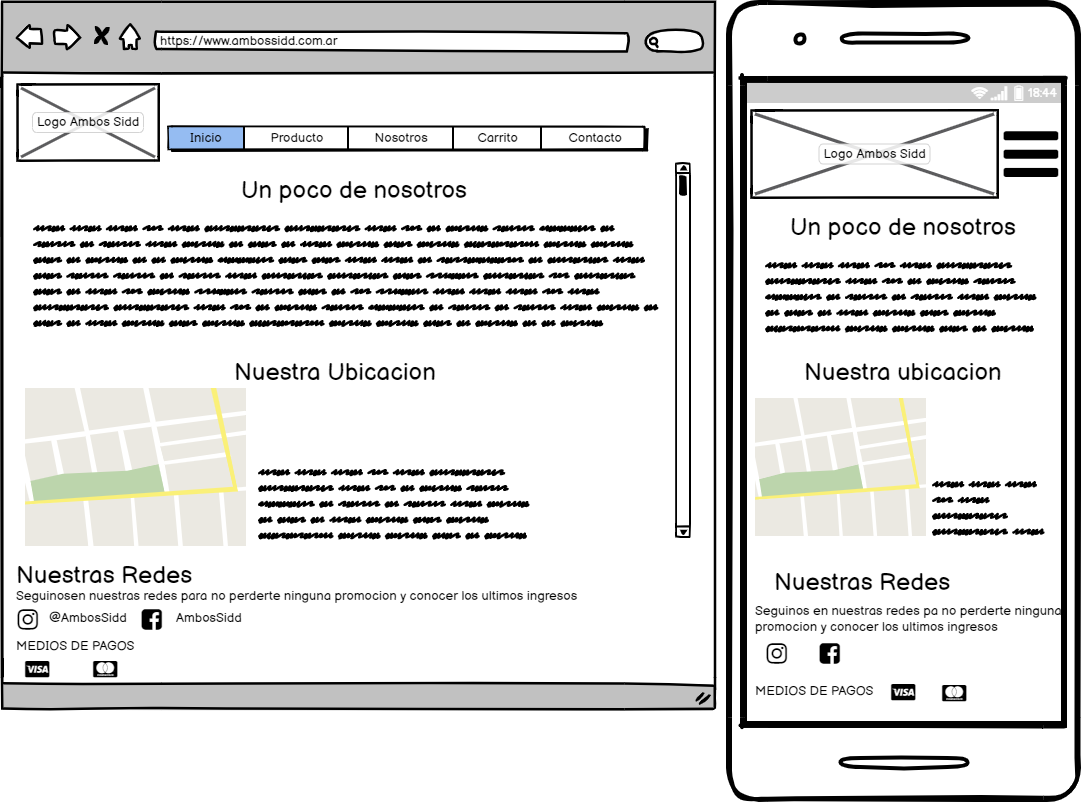 https://www.ambossidd.com.ar
Logo Ambos Sidd
Inicio
Producto
Nosotros
Carrito
Contacto
Un poco de nosotros
Nuestra Ubicacion
Nuestras Redes
Seguinosen nuestras redes para no perderte ninguna promocion y conocer los ultimos ingresos
@AmbosSidd
AmbosSidd
MEDIOS DE PAGOS
VISA
18:44
Logo Ambos Sidd
Un poco de nosotros
Nuestra ubicacion
Nuestras Redes
Seguinos en nuestras redes pa no perderte ninguna
promocion y conocer los ultimos ingresos
MEDIOS DE PAGOS
VISA